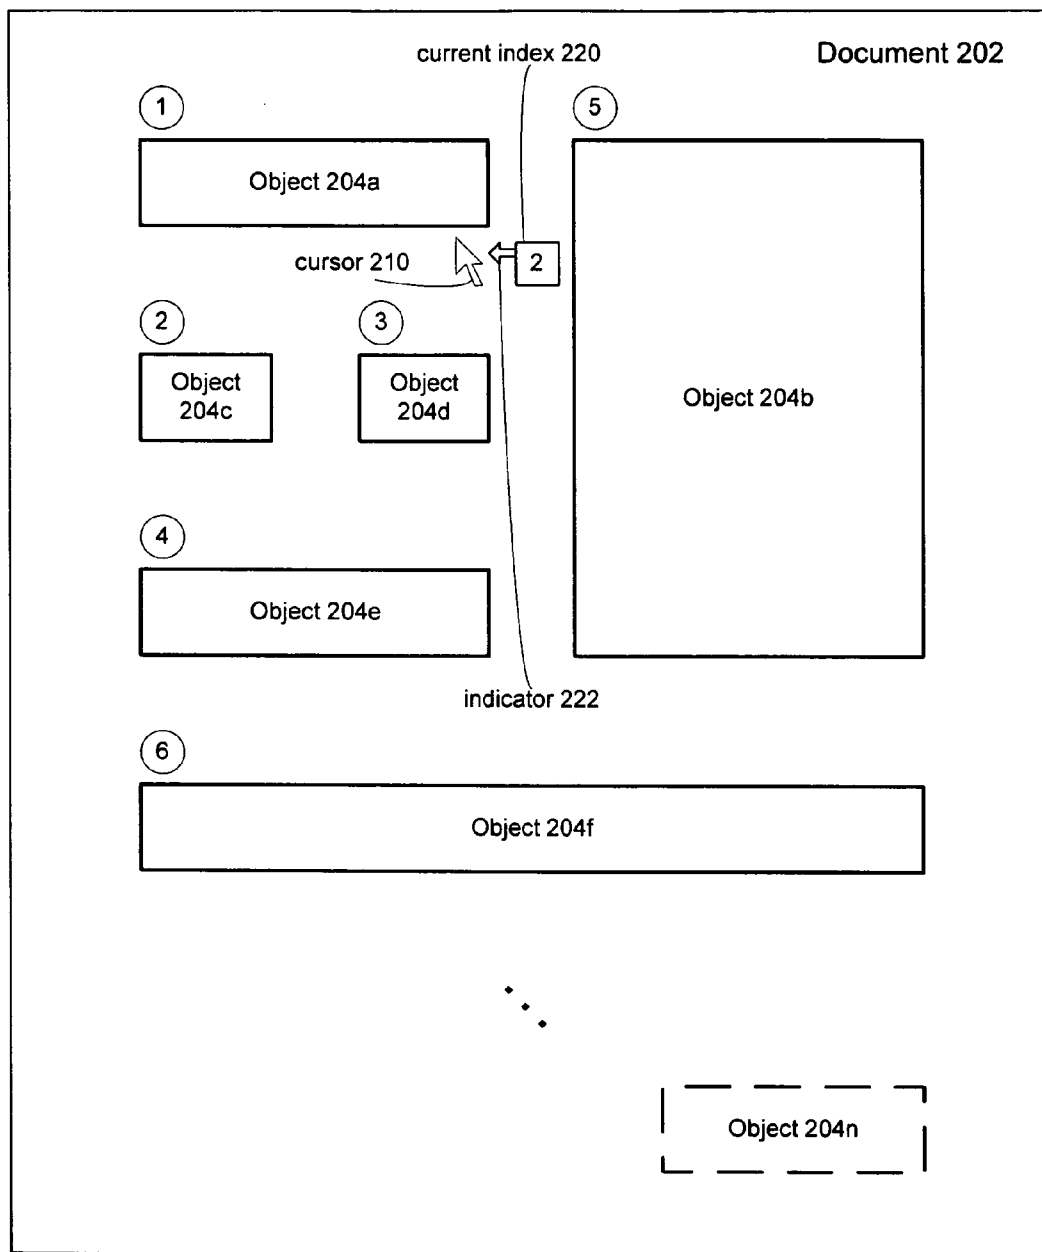 current index 220
Document 202
1
5
Object 204a
2
cursor 210
2
3
Object
204c
Object
204d
Object 204b
4
Object 204e
indicator 222
6
Object 204f
Object 204n